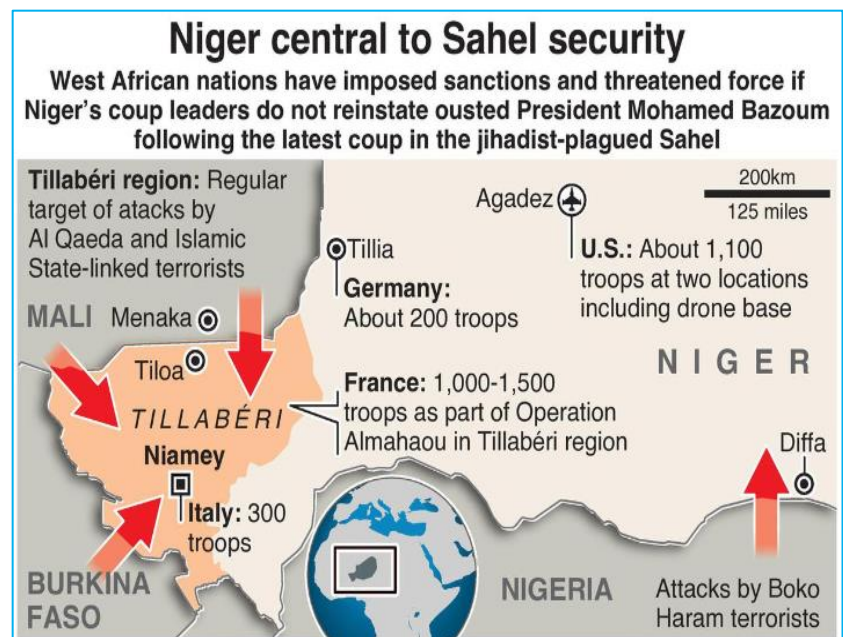 Niger central to Sahel security
West African nations have imposed sanctions and threatened force if
Niger's coup leaders do not reinstate ousted President Mohamed Bazoum
following the latest coup in the jihadist-plagued Sahel
Tillabéri region: Regular
target of atacks by
Al Qaeda and Islamic
State-linked terrorists
Agadez
200km
125 miles
Tillia
U.S.: About 1,100
troops at two locations
including drone base
Germany:
About 200 troops
MALI
Menaka
Tiloa
NIGER
France: 1,000-1,500
troops as part of Operation
Almahaou in Tillabéri region
TILLABÉRI
Niamey
Diffa
Italy: 300
troops
BURKINA
FASO
NIGERIA
Attacks by Boko
Haram terrorists